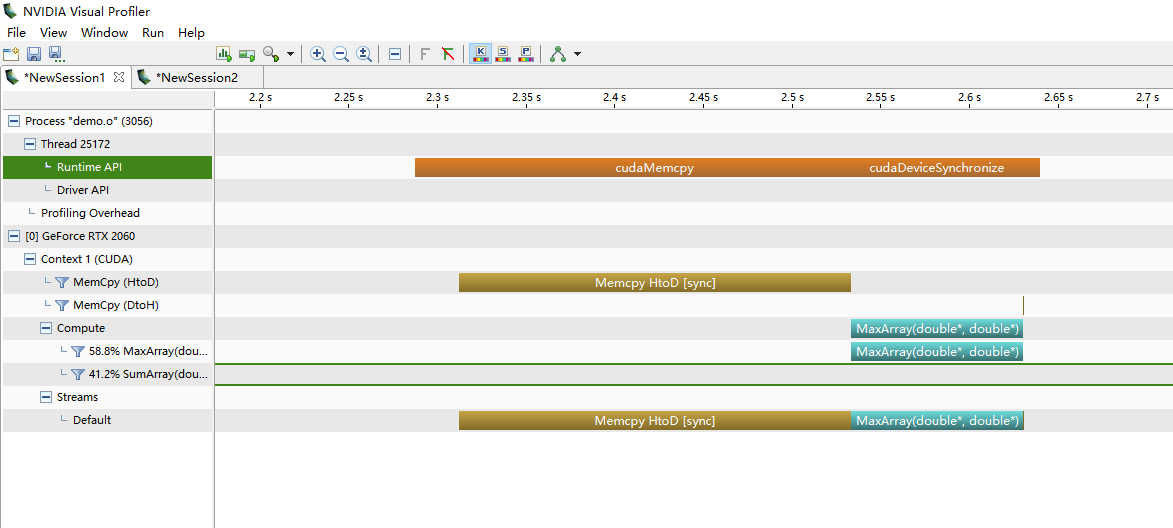 NVIDIA Visual Profiler
File View Window Run Help
F F K S P
*NewSession1 *NewSession2
2.2 s 2.25 s 2.3 s 2.35 s 2.4 s 2.45 s 2.5 s 2.55 s 2.6 s 2.65 s 2.7 s
Process "demo.o" (3056)
Thread 25172
Runtime API cudaMemcpy cudaDeviceSynchronize
Driver API
Profiling Overhead
[0] GeForce RTX 2060
Context 1 (CUDA)
MemCpy (HtoD) Memcpy HtoD [sync]
MemCpy (DtoH)
Compute MaxArray(double*, double*)
58.8% MaxArray(dou... MaxArray(double*, double*)
41.2% SumArray(dou...
Streams
Default Memcpy HtoD [sync] MaxArray(double*, double*)